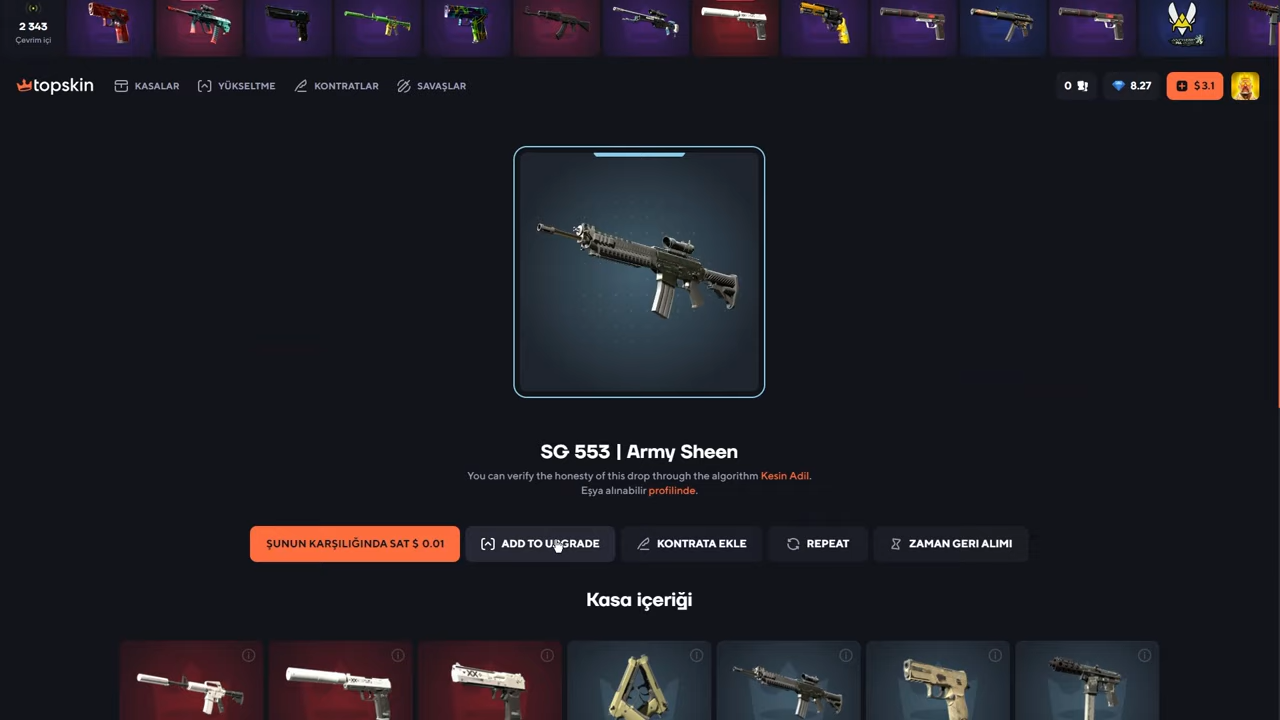 2 343
Çevrim içi
topskin
KASALAR
YÜKSELTME
KONTRATLAR
SAVAŞLAR
0
8.27
$ 3.1
SG 553 | Army Sheen
You can verify the honesty of this drop through the algorithm Kesin Adil.
Eşya alınabilir profilinde.
ŞUNUN KARŞILIĞINDA SAT $ 0.01
ADD TO UPGRADE
KONTRATA EKLE
REPEAT
ZAMAN GERI ALIMI
Kasa içeriği